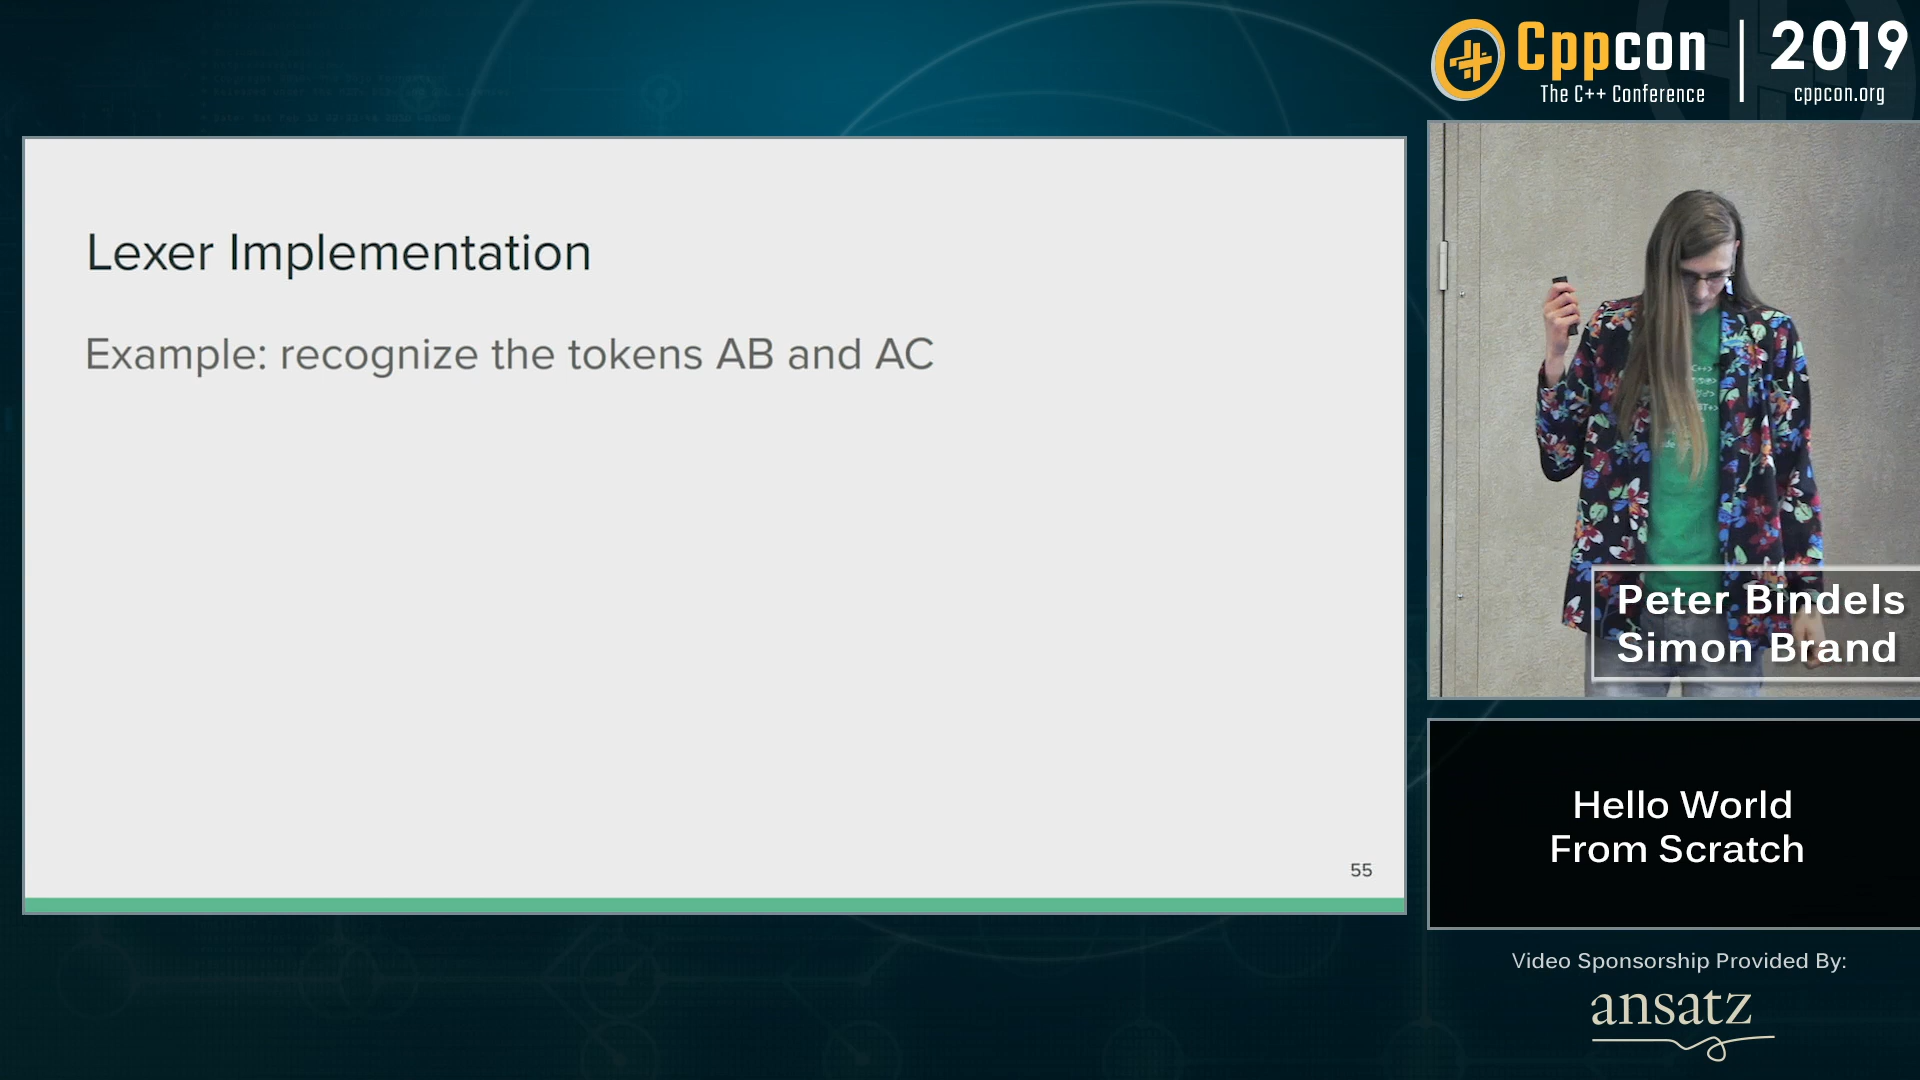 Cppcon
The C++ Conference
2019
cppcon.org
Lexer Implementation
Example: recognize the tokens AB and AC
55
Peter Bindels
Simon Brand
Hello World
From Scratch
Video Sponsorship Provided By:
ansatz